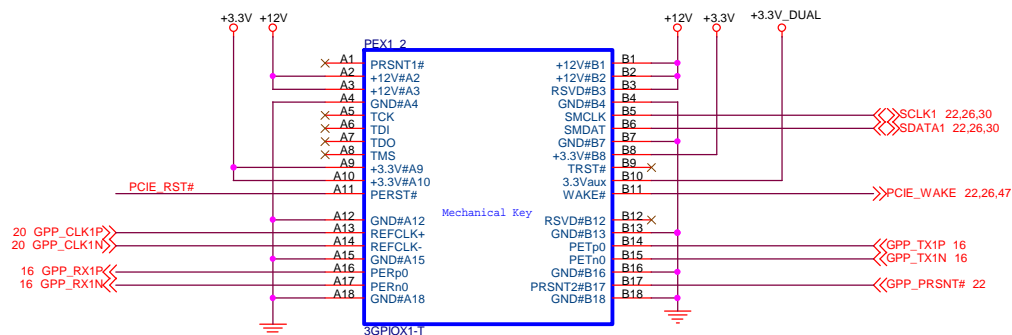 +3.3V +12V +12V +3.3V +3.3V_DUAL
PEX1_2
A1 PRSNT1# +12V#B1 B1
A2 +12V#A2 +12V#B2 B2
A3 +12V#A3 RSVD#B3 B3
A4 GND#A4 GND#B4 B4
A5 TCK SMCLK B5 SCLK1 22,26,30
A6 TDI SMDAT B6 SDATA1 22,26,30
A7 TDO GND#B7 B7
A8 TMS +3.3V#B8 B8
A9 +3.3V#A9 TRST# B9
A10 +3.3V#A10 3.3Vaux B10
PCIE_RST# A11 PERST# WAKE# B11 PCIE_WAKE 22,26,47
Mechanical Key
A12 GND#A12 RSVD#B12 B12
20 GPP_CLK1P A13 REFCLK+ GND#B13 B13
20 GPP_CLK1N A14 REFCLK- PETp0 B14 GPP_TX1P 16
A15 GND#A15 PETn0 B15 GPP_TX1N 16
16 GPP_RX1P A16 PERp0 GND#B16 B16
16 GPP_RX1N A17 PERn0 PRSNT2#B17 B17 GPP_PRSNT# 22
A18 GND#A18 GND#B18 B18
3GPIOX1-T